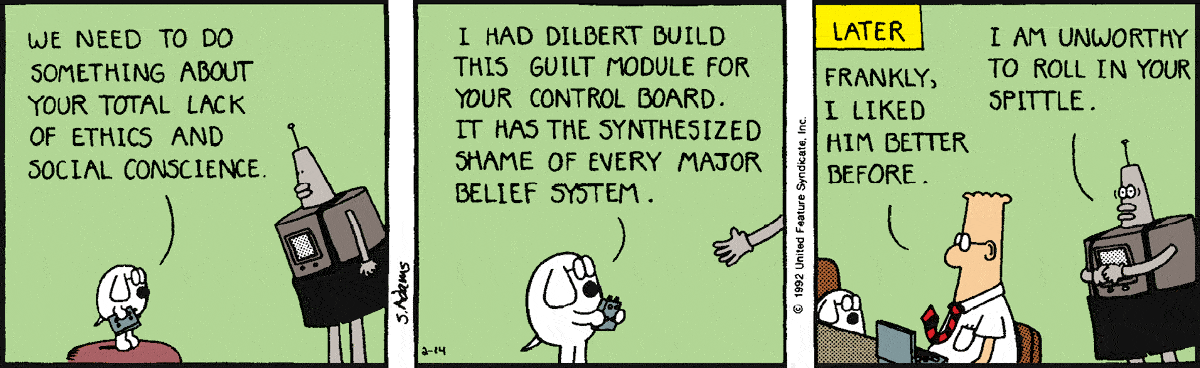 WE NEED TO DO
SOMETHING ABOUT
YOUR TOTAL LACK
OF ETHICS AND
SOCIAL CONSCIENCE.
S. Adams
I HAD DILBERT BUILD
THIS GUILT MODULE FOR
YOUR CONTROL BOARD.
IT HAS THE SYNTHESIZED
SHAME OF EVERY MAJOR
BELIEF SYSTEM.
2-14
© 1992 United Feature Syndicate, Inc.
LATER
FRANKLY,
I LIKED
HIM BETTER
BEFORE.
I AM UNWORTHY
TO ROLL IN YOUR
SPITTLE.